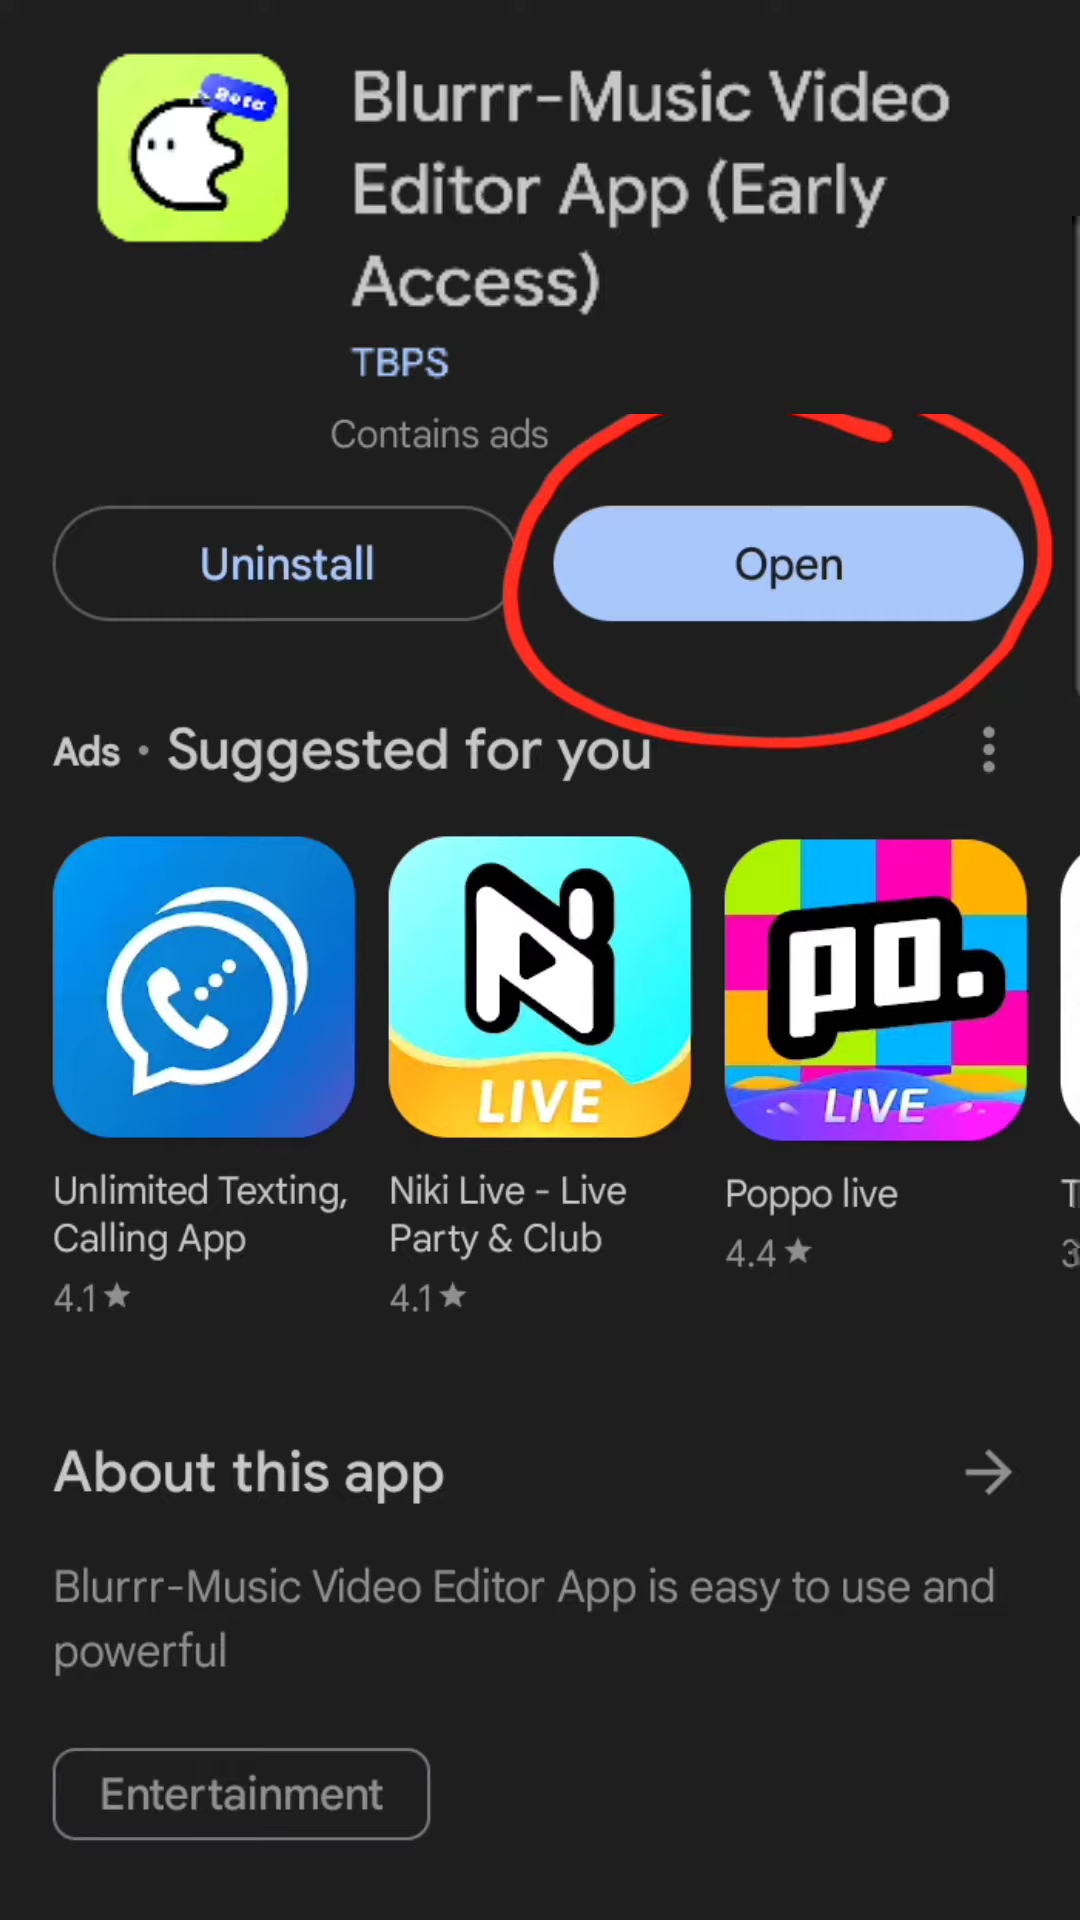 Beta
Blurrr-Music Video
Editor App (Early
Access)
TBPS
Contains ads
Uninstall
Open
Ads • Suggested for you
LIVE
po.
LIVE
Unlimited Texting,
Calling App
4.1★
Niki Live - Live
Party & Club
4.1★
Poppo live
4.4★
About this app
Blurrr-Music Video Editor App is easy to use and
powerful
Entertainment